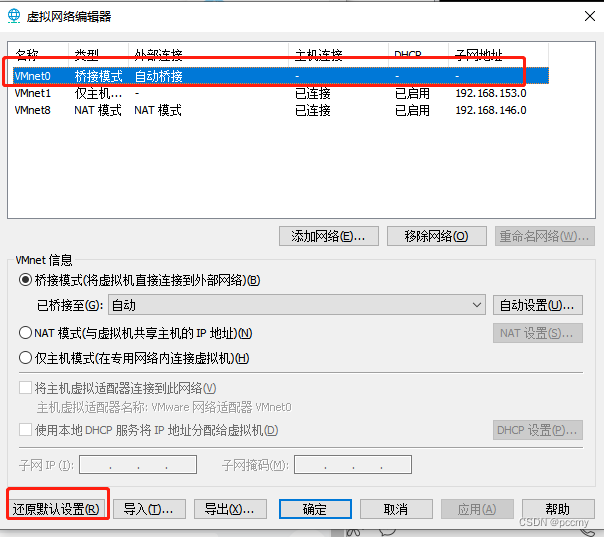 虚拟网络编辑器
名称 类型 外部连接 主机连接 DHCP 子网地址
VMnet0 桥接模式 自动桥接 - - -
VMnet1 仅主机... - 已连接 已启用 192.168.153.0
VMnet8 NAT 模式 NAT 模式 已连接 已启用 192.168.146.0
添加网络(E)... 移除网络(O) 重命名网络(W)...
VMnet 信息
桥接模式(将虚拟机直接连接到外部网络)(B)
已桥接至(G): 自动 自动设置(U)...
NAT 模式(与虚拟机共享主机的 IP 地址)(N) NAT 设置(S)...
仅主机模式(在专用网络内连接虚拟机)(H)
将主机虚拟适配器连接到此网络(V)
主机虚拟适配器名称: VMware 网络适配器 VMnet0
使用本地 DHCP 服务将 IP 地址分配给虚拟机(D) DHCP 设置(P)...
子网 IP (I): . . . 子网掩码(M): . . .
还原默认设置(R) 导入(T)... 导出(X)... 确定 取消 应用(A) 帮助
CSDN @pccmy